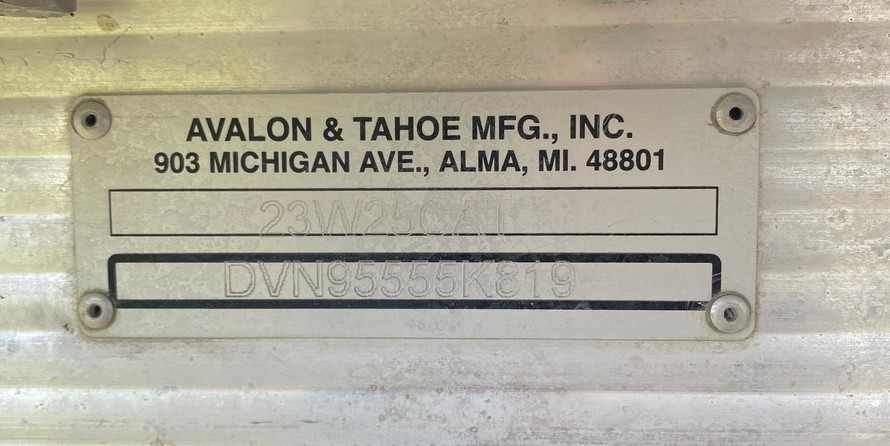 AVALON & TAHOE MFG., INC.
903 MICHIGAN AVE., ALMA, MI. 48801
23W25CA1
DVN95555K819